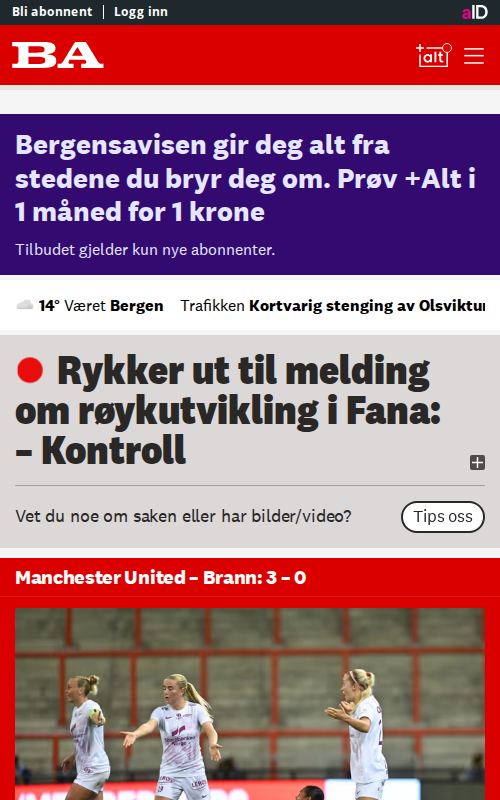 Bli abonnent
Logg inn
aID
BA
+alt
Bergensavisen gir deg alt fra
stedene du bryr deg om. Prøv +Alt i
1 måned for 1 krone
Tilbudet gjelder kun nye abonnenter.
14° Været Bergen Trafikken Kortvarig stenging av Olsviktun
Rykker ut til melding
om røykutvikling i Fana:
– Kontroll
Vet du noe om saken eller har bilder/video?
Tips oss
Manchester United – Brann: 3 – 0